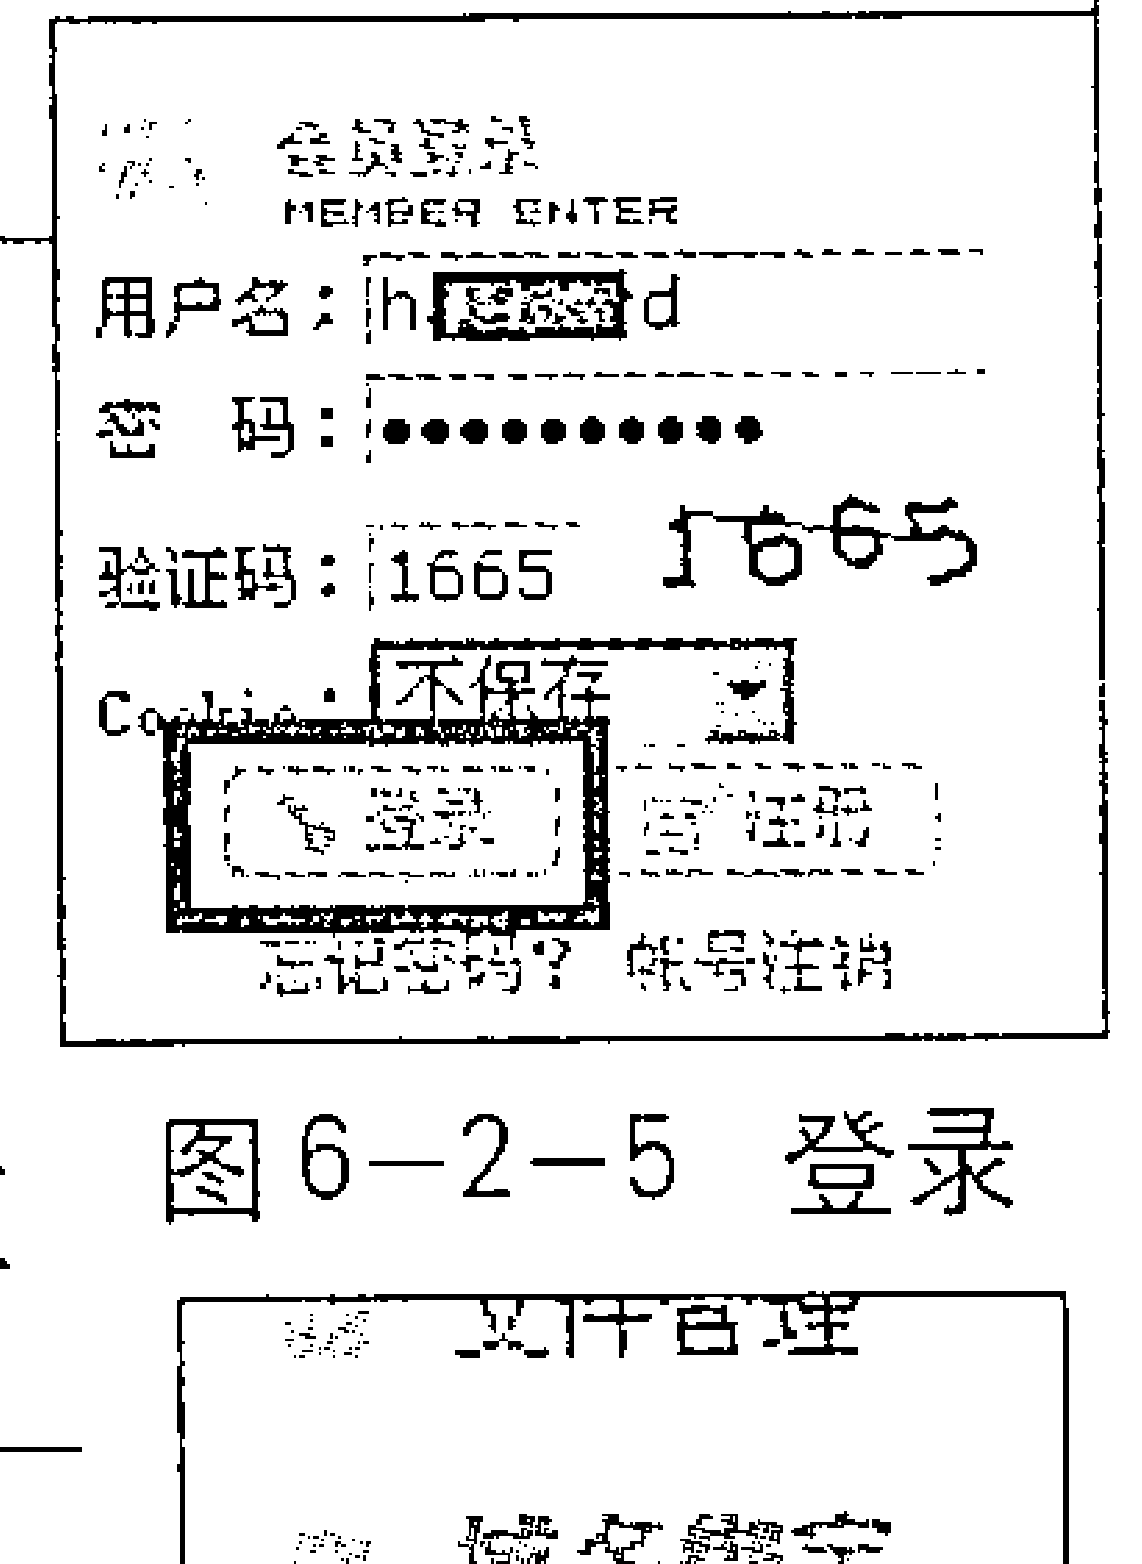 会员登录
MEMBER ENTER
用户名：h d
密 码：●●●●●●●●●●
验证码：1665 1665
Cookie：不保存
登录 注册
忘记密码？ 账号注销
图6－2－5 登录
文件管理